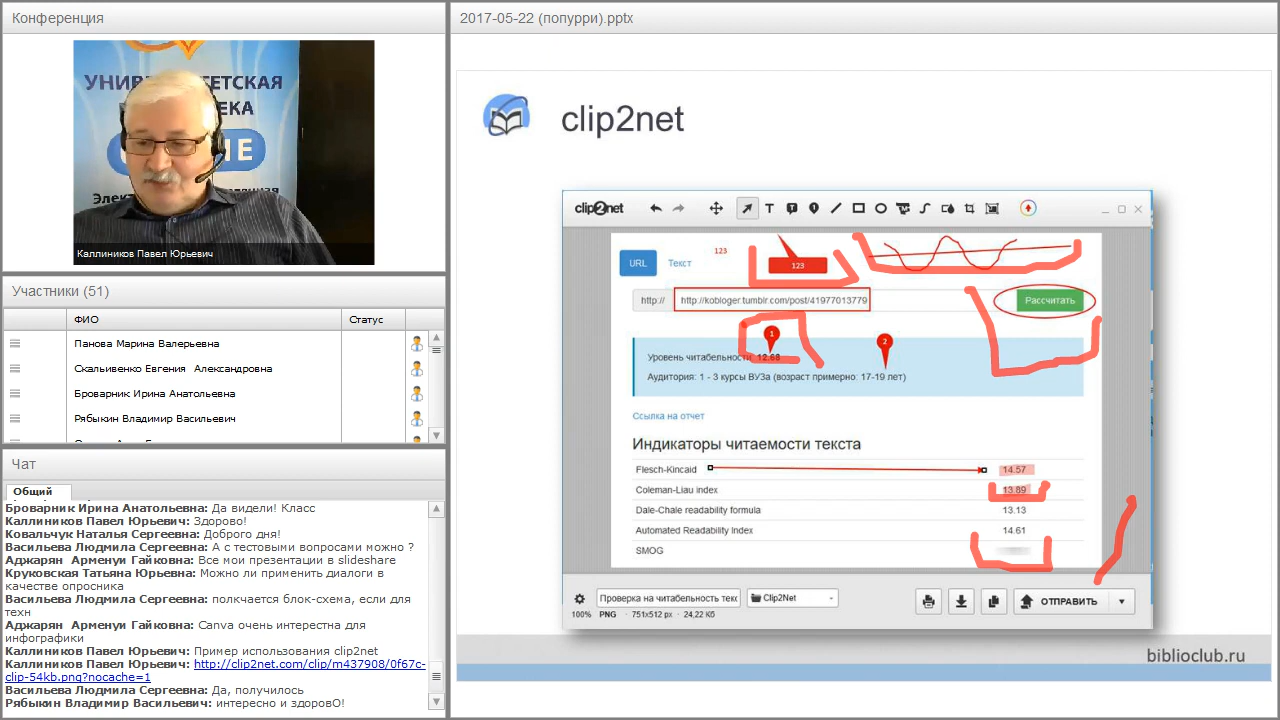 Конференция
УНИВ СИТЕТСКАЯ
ЕКА
НЕ
Каллиников Павел Юрьевич
Участники (51)
ФИО Статус
Панова Марина Валерьевна
Скальивенко Евгения Александровна
Броварник Ирина Анатольевна
Рябыкин Владимир Васильевич
Чат
Общий
Броварник Ирина Анатольевна: Да видели! Класс
Каллиников Павел Юрьевич: Здорово!
Ковальчук Наталья Сергеевна: Доброго дня!
Васильева Людмила Сергеевна: А с тестовыми вопросами можно ?
Аджарян Арменуи Гайковна: Все мои презентации в slideshare
Круковская Татьяна Юрьевна: Можно ли применить диалоги в
качестве опросника
Васильева Людмила Сергеевна: полкчается блок-схема, если для
техн
Аджарян Арменуи Гайковна: Canva очень интерестна для
инфографики
Каллиников Павел Юрьевич: Пример использования clip2net
Каллиников Павел Юрьевич: http://clip2net.com/clip/m437908/0f67c-
clip-54kb.png?nocache=1
Васильева Людмила Сергеевна: Да, получилось
Рябыкин Владимир Васильевич: интересно и здоровО!
2017-05-22 (попурри).pptx
clip2net
clip2net
URL Текст 123 123
http:// http://kobloger.tumblr.com/post/41977013779 Рассчитать
1 2
Уровень читабельности: 12.68
Аудитория: 1 - 3 курсы ВУЗа (возраст примерно: 17-19 лет)
Ссылка на отчет
Индикаторы читаемости текста
Flesch-Kincaid 14.57
Coleman-Liau index 13.89
Dale-Chale readability formula 13.13
Automated Readability Index 14.61
SMOG
Проверка на читабельность текс Clip2Net ОТПРАВИТЬ
100% PNG · 751x512 px · 24,22 Кб
biblioclub.ru